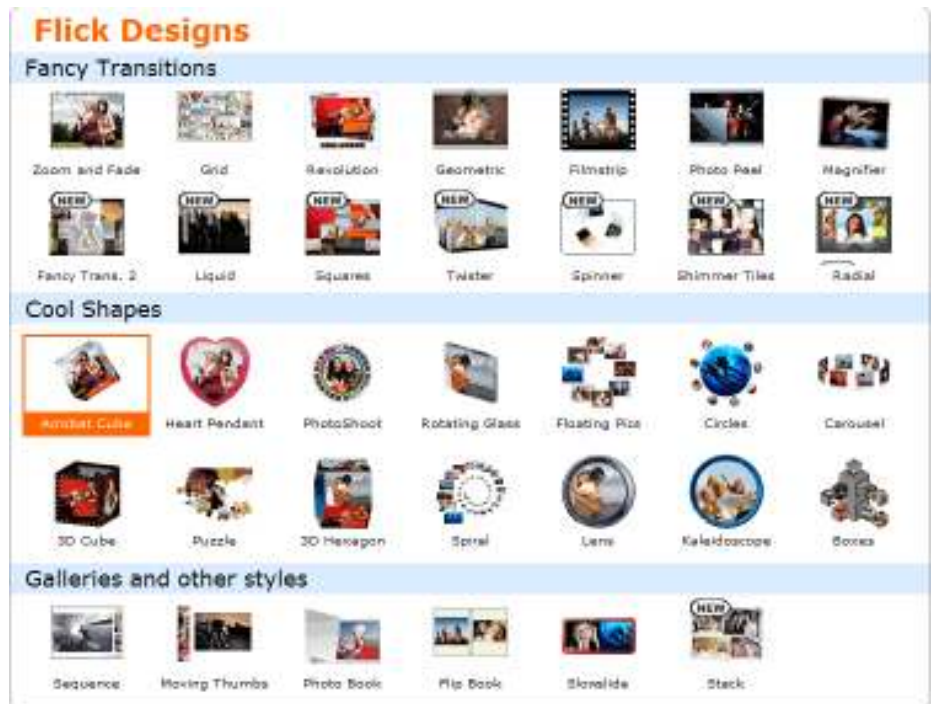 Flick Designs
Fancy Transitions
Zoom and Fade Grid Revolution Geometric Filmstrip Photo Peel Magnifier
NEW NEW NEW NEW NEW NEW NEW
Fancy Trans. 2 Liquid Squares Twister Spinner Shimmer Tiles Radial
Cool Shapes
Acrobat Cube Heart Pendant PhotoShoot Rotating Glass Floating Pics Circles Carousel
3D Cube Puzzle 3D Hexagon Spiral Lens Kaleidoscope Boxes
Galleries and other styles
NEW
Sequence Moving Thumbs Photo Book Flip Book Slowslide Stack